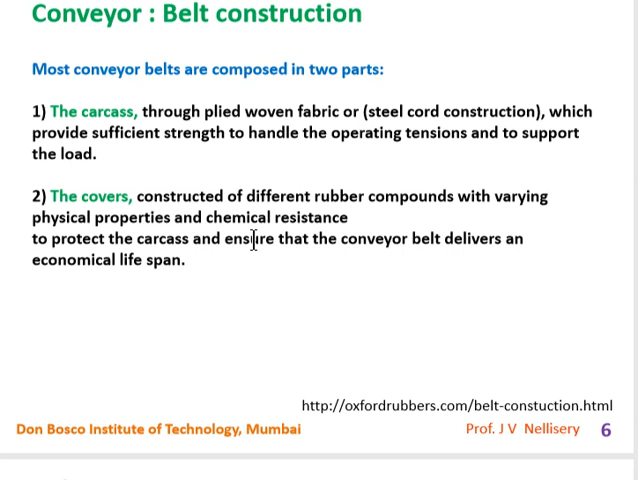 Conveyor : Belt construction
Most conveyor belts are composed in two parts:
1) The carcass, through plied woven fabric or (steel cord construction), which
provide sufficient strength to handle the operating tensions and to support
the load.
2) The covers, constructed of different rubber compounds with varying
physical properties and chemical resistance
to protect the carcass and ensure that the conveyor belt delivers an
economical life span.
http://oxfordrubbers.com/belt-constuction.html
Don Bosco Institute of Technology, Mumbai
Prof. J V Nellisery 6